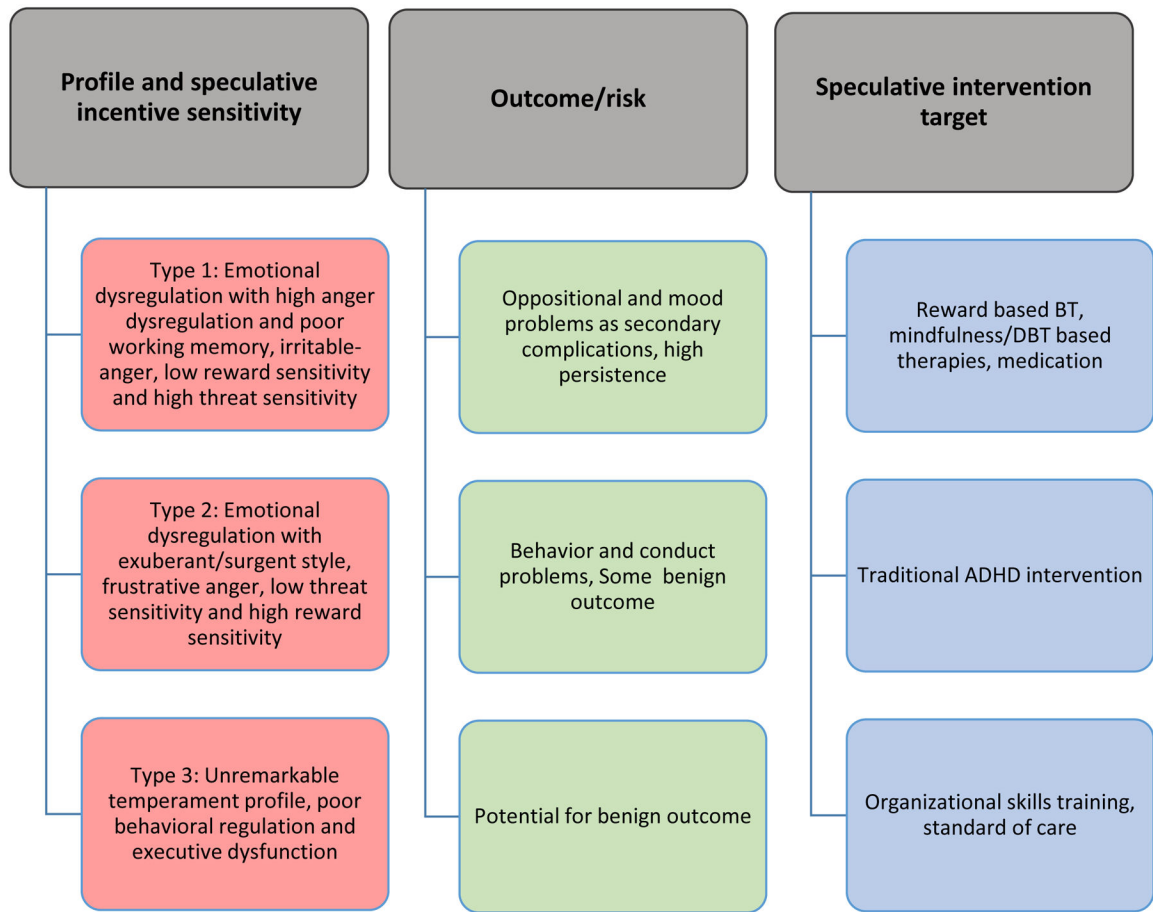 Profile and speculative
incentive sensitivity
Type 1: Emotional
dysregulation with high anger
dysregulation and poor
working memory, irritable-
anger, low reward sensitivity
and high threat sensitivity
Type 2: Emotional
dysregulation with
exuberant/surgent style,
frustrative anger, low threat
sensitivity and high reward
sensitivity
Type 3: Unremarkable
temperament profile, poor
behavioral regulation and
executive dysfunction
Outcome/risk
Oppositional and mood
problems as secondary
complications, high
persistence
Behavior and conduct
problems, Some benign
outcome
Potential for benign outcome
Speculative intervention
target
Reward based BT,
mindfulness/DBT based
therapies, medication
Traditional ADHD intervention
Organizational skills training,
standard of care